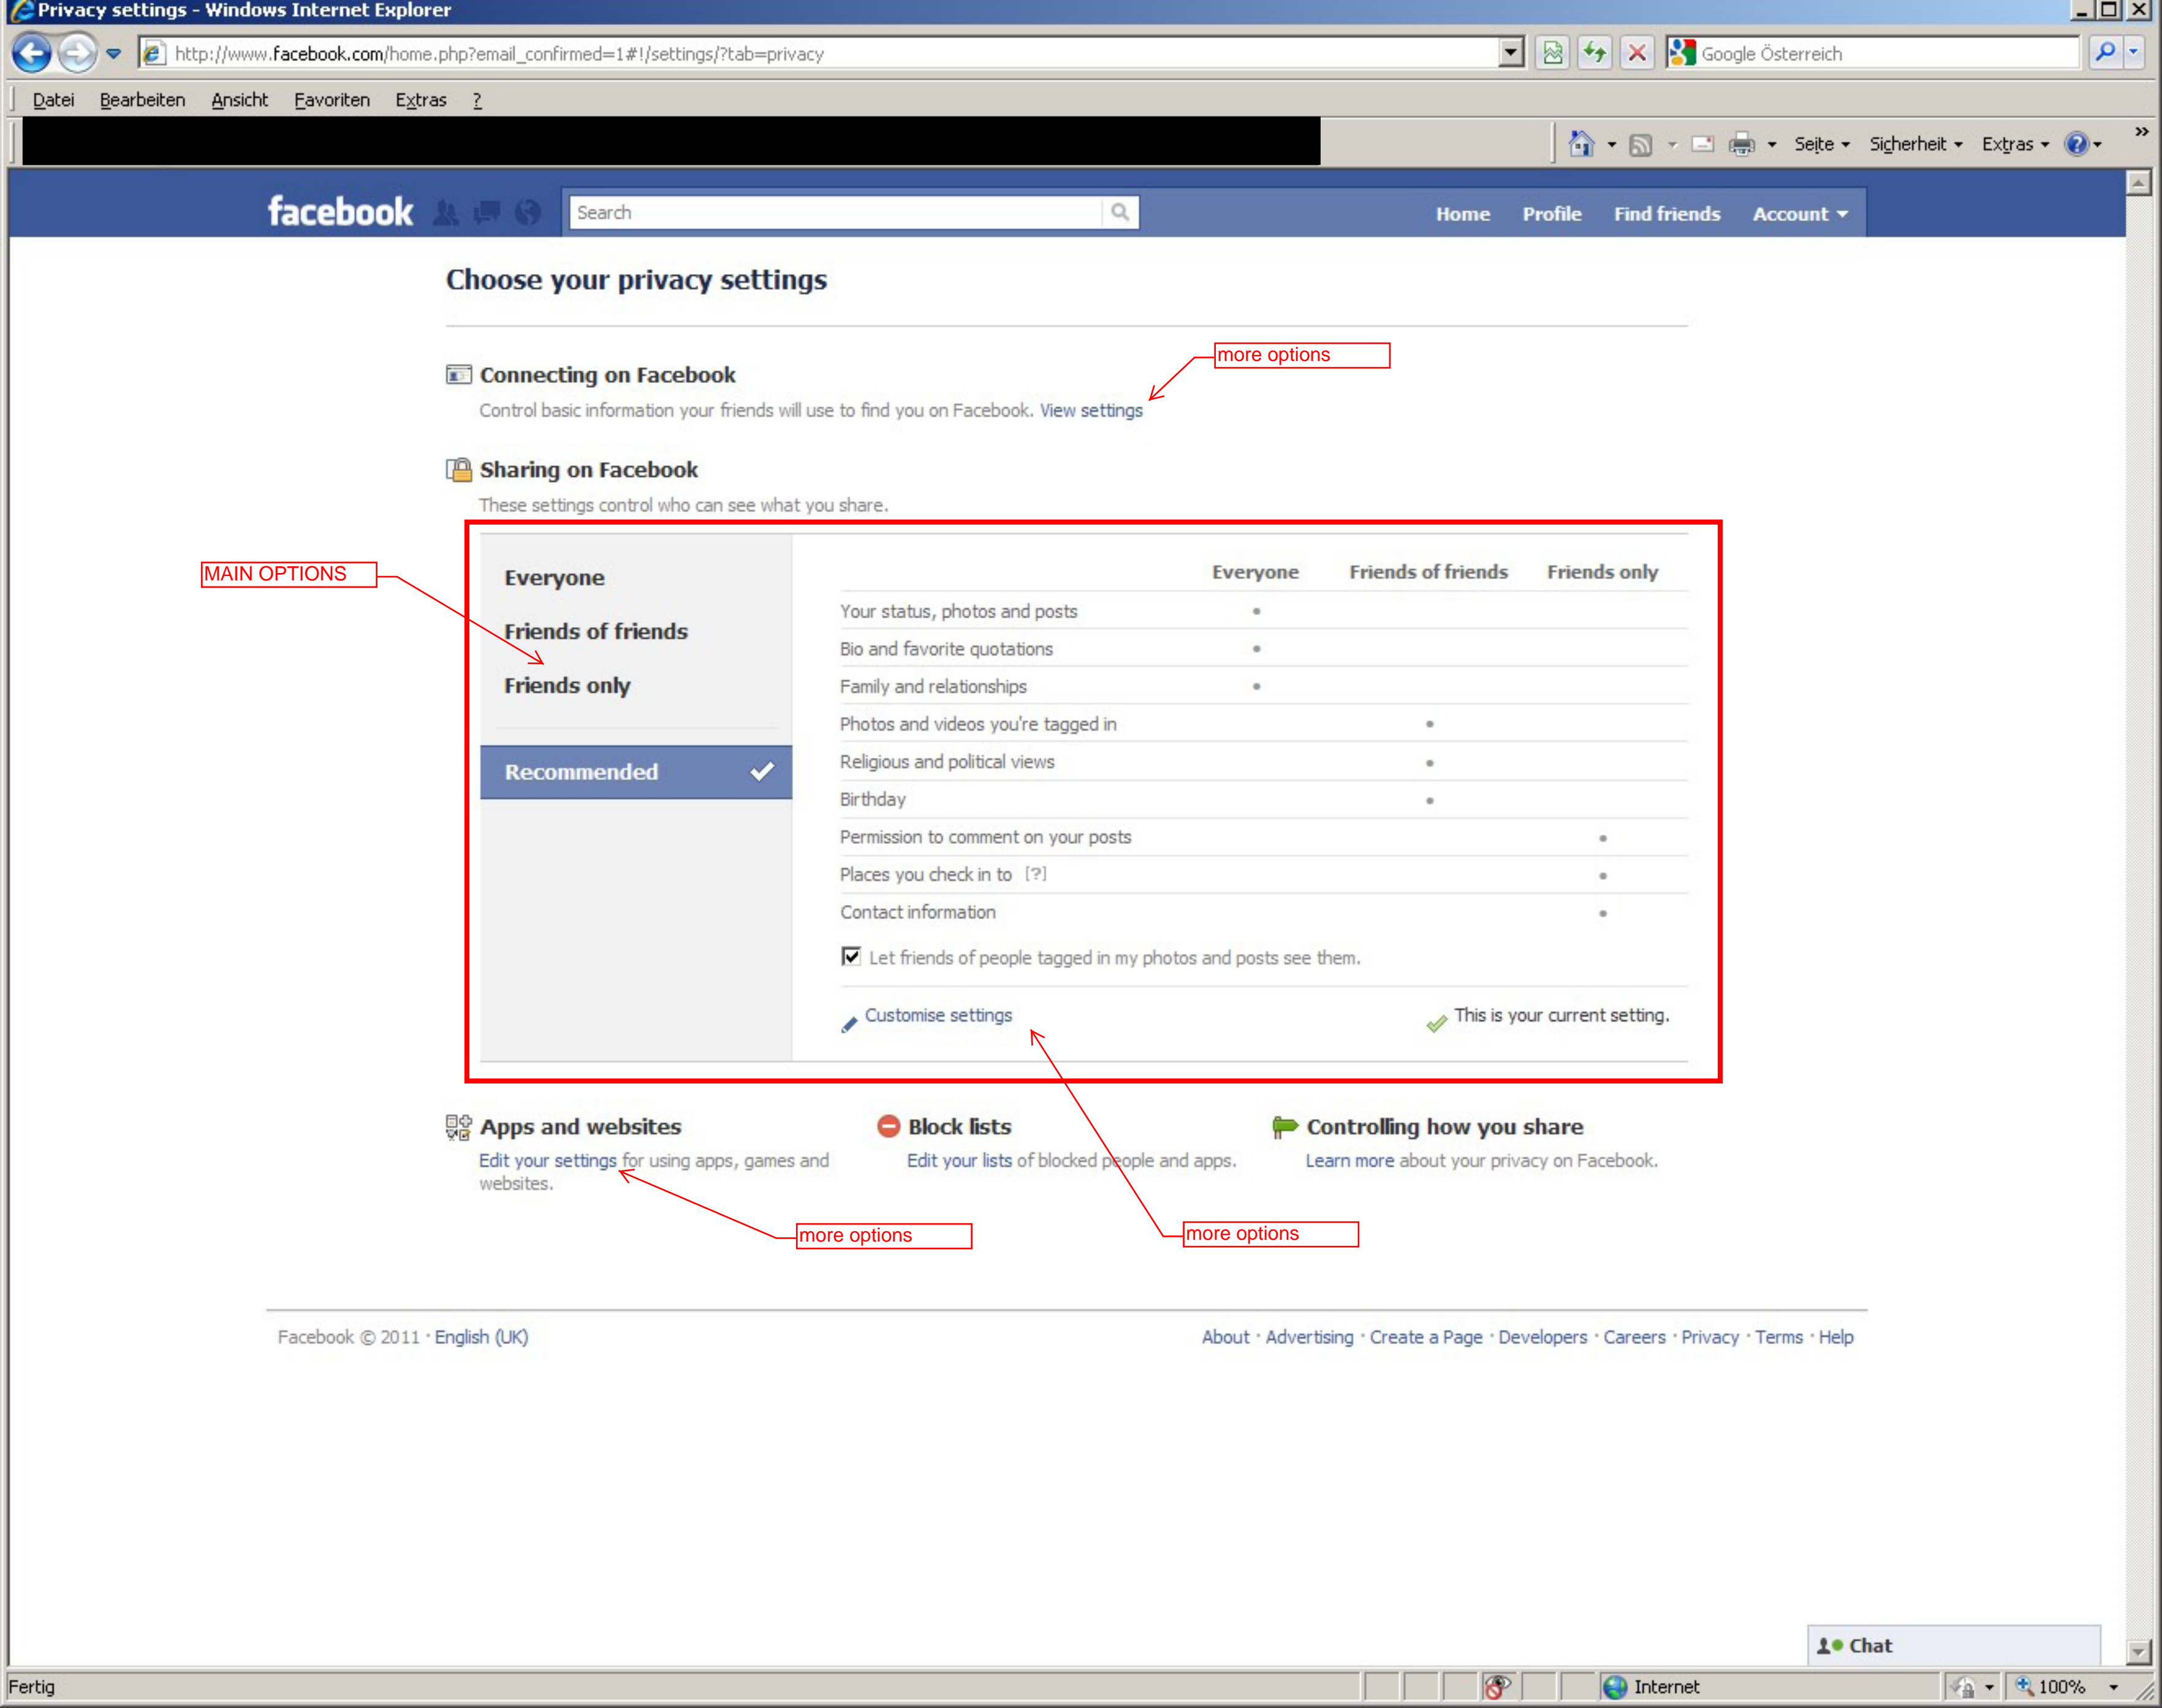 Privacy settings - Windows Internet Explorer
http://www.facebook.com/home.php?email_confirmed=1#!/settings/?tab=privacy
Google Österreich
Datei Bearbeiten Ansicht Favoriten Extras ?
Seite Sicherheit Extras »
facebook Search Home Profile Find friends Account
Choose your privacy settings
more options
Connecting on Facebook
Control basic information your friends will use to find you on Facebook. View settings
Sharing on Facebook
These settings control who can see what you share.
MAIN OPTIONS
Everyone
Friends of friends
Friends only
Recommended
Everyone Friends of friends Friends only
Your status, photos and posts •
Bio and favorite quotations •
Family and relationships •
Photos and videos you're tagged in •
Religious and political views •
Birthday •
Permission to comment on your posts •
Places you check in to [?] •
Contact information •
Let friends of people tagged in my photos and posts see them.
Customise settings This is your current setting.
Apps and websites
Edit your settings for using apps, games and
websites.
Block lists
Edit your lists of blocked people and apps.
Controlling how you share
Learn more about your privacy on Facebook.
more options
more options
Facebook © 2011 · English (UK)
About · Advertising · Create a Page · Developers · Careers · Privacy · Terms · Help
Chat
Fertig Internet 100%